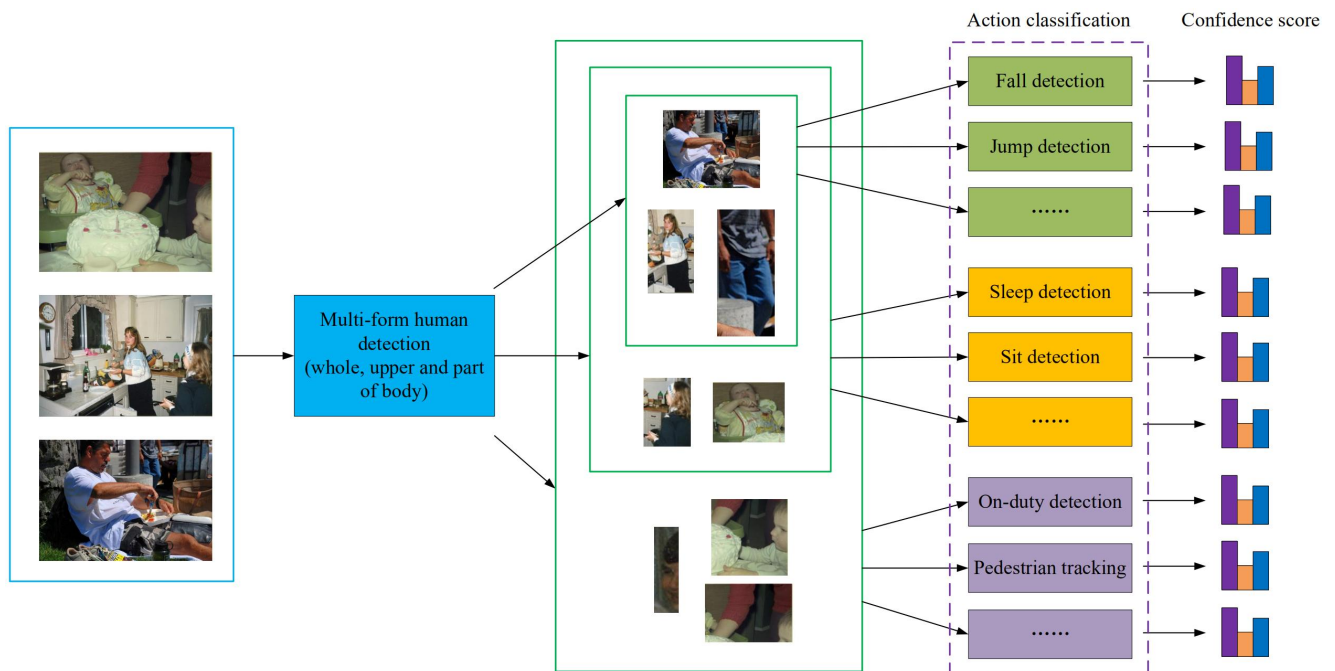 Action classification
Confidence score
Fall detection
Jump detection
······
Multi-form human
detection
(whole, upper and part
of body)
Sleep detection
Sit detection
······
On-duty detection
Pedestrian tracking
······